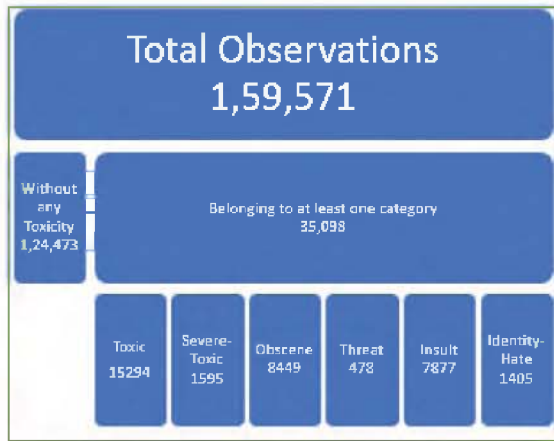 Total Observations
1,59,571
Without
any
Toxicity
1,24,473
Belonging to at least one category
35,098
Toxic
15294
Severe-
Toxic
1595
Obscene
8449
Threat
478
Insult
7877
Identity-
Hate
1405